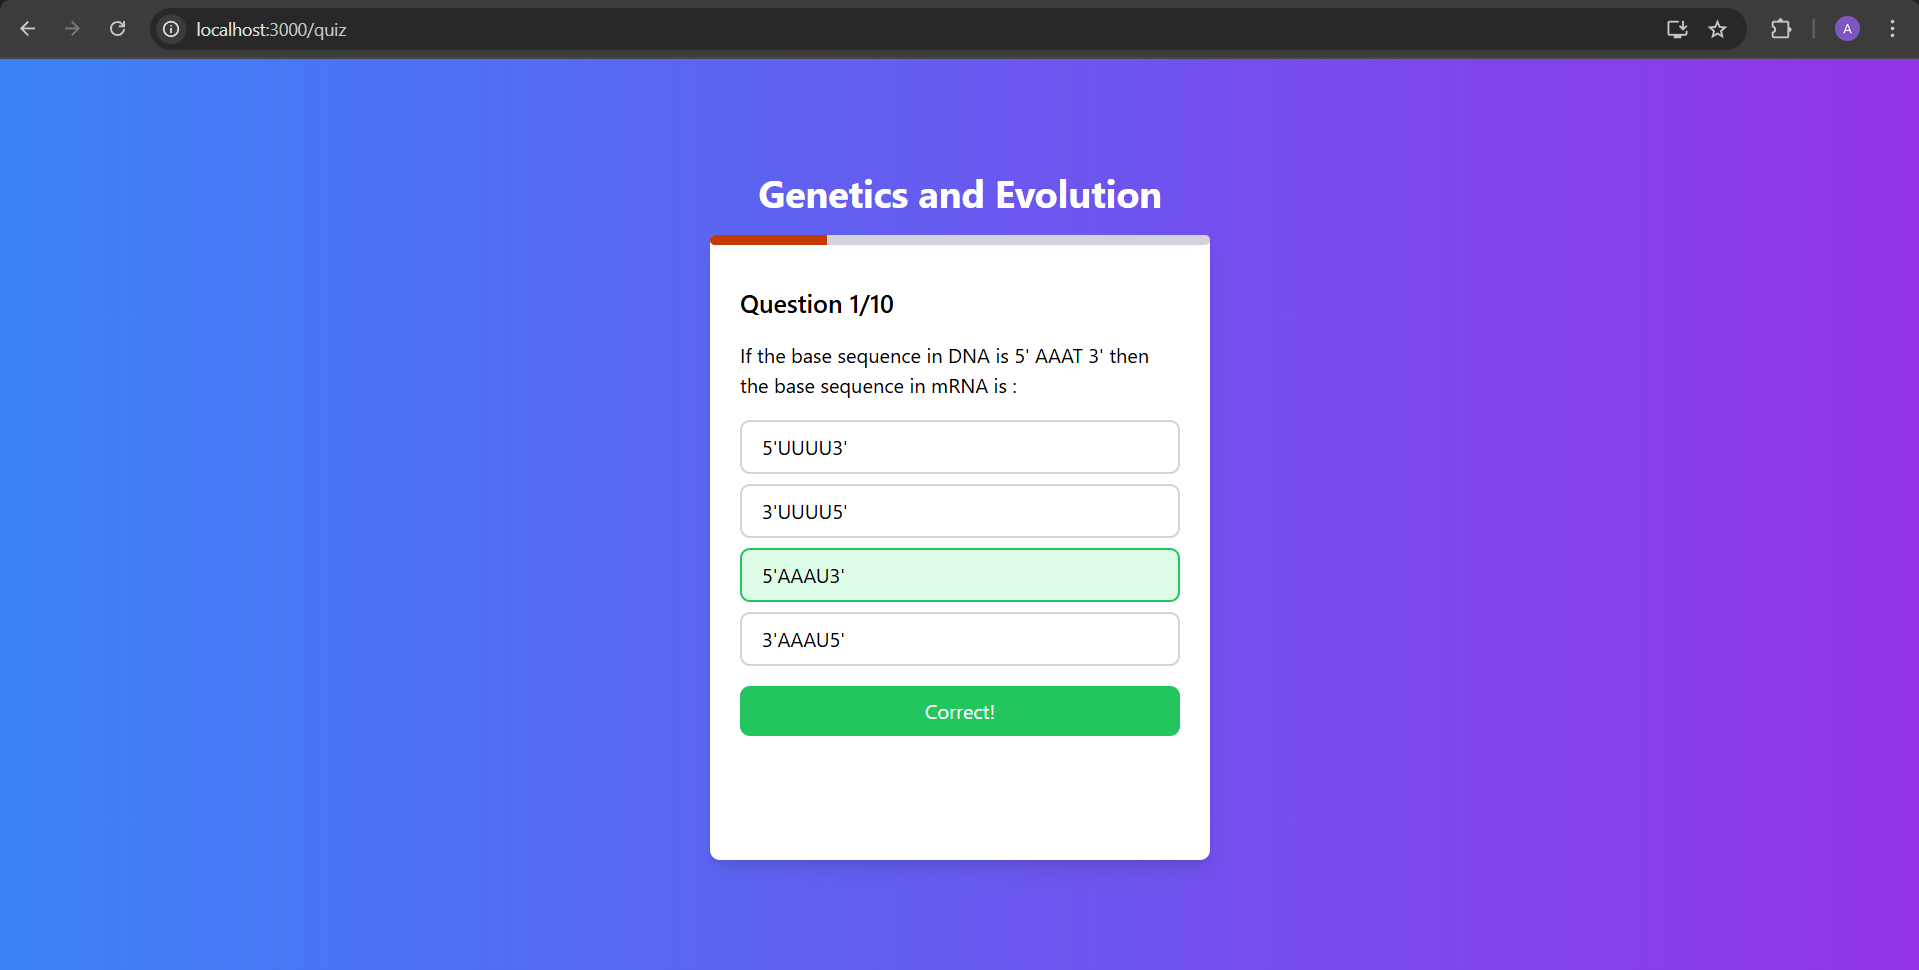 localhost:3000/quiz
A
Genetics and Evolution
Question 1/10
If the base sequence in DNA is 5' AAAT 3' then
the base sequence in mRNA is :
5'UUUU3'
3'UUUU5'
5'AAAU3'
3'AAAU5'
Correct!